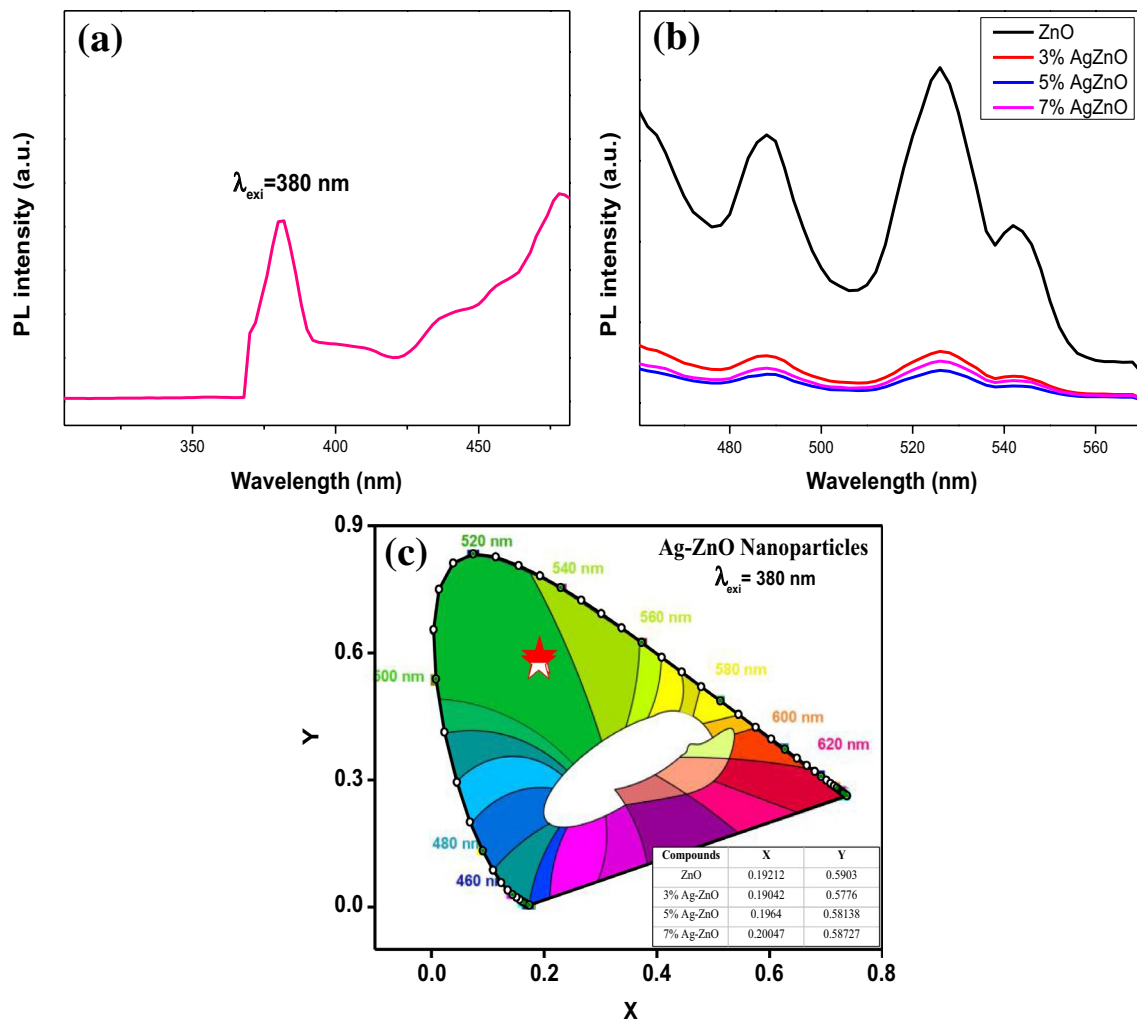 (a)
λexi=380 nm
PL intensity (a.u.)
350
400
450
Wavelength (nm)
(b)
ZnO
3% AgZnO
5% AgZnO
7% AgZnO
PL intensity (a.u.)
480
500
520
540
560
Wavelength (nm)
(c)
Ag-ZnO Nanoparticles
λexi= 380 nm
0.9
0.6
0.3
0.0
Y
520 nm
540 nm
560 nm
580 nm
600 nm
620 nm
500 nm
480 nm
460 nm
Compounds X Y
ZnO 0.19212 0.5903
3% Ag-ZnO 0.19042 0.5776
5% Ag-ZnO 0.1964 0.58138
7% Ag-ZnO 0.20047 0.58727
0.0
0.2
0.4
0.6
0.8
X